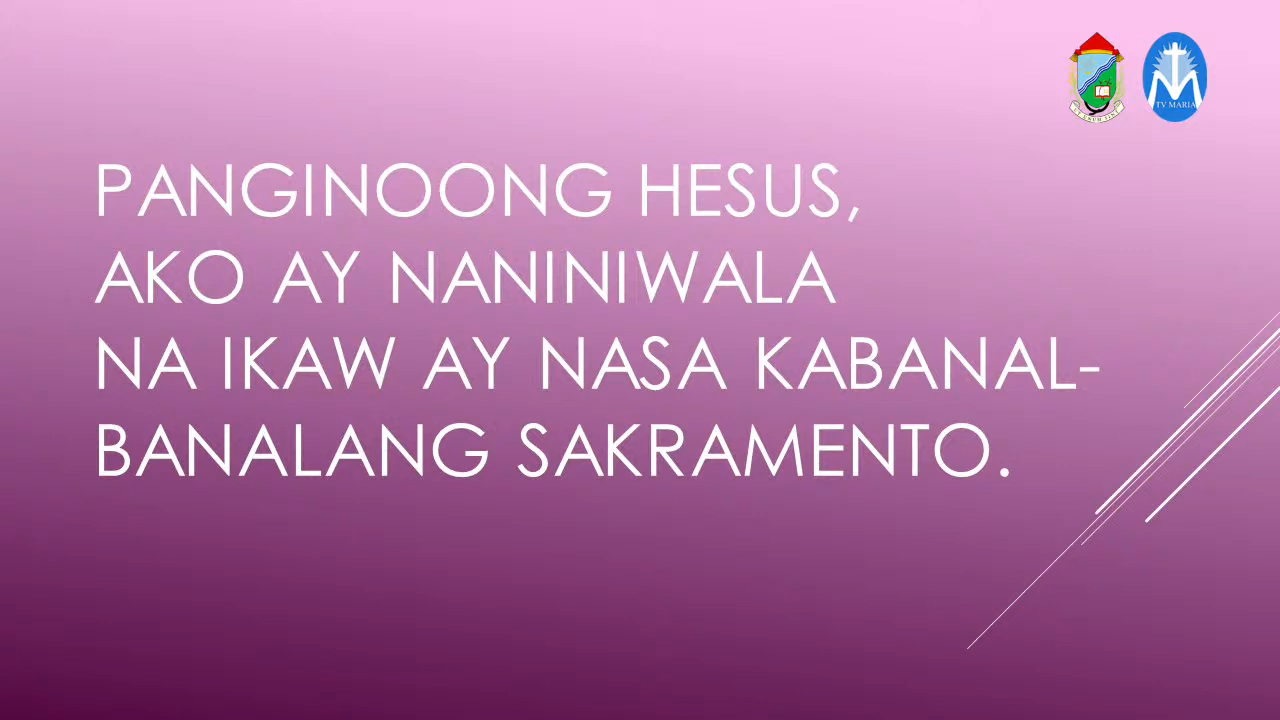 TV MARIA
PANGINOONG HESUS,
AKO AY NANINIWALA
NA IKAW AY NASA KABANAL-
BANALANG SAKRAMENTO.